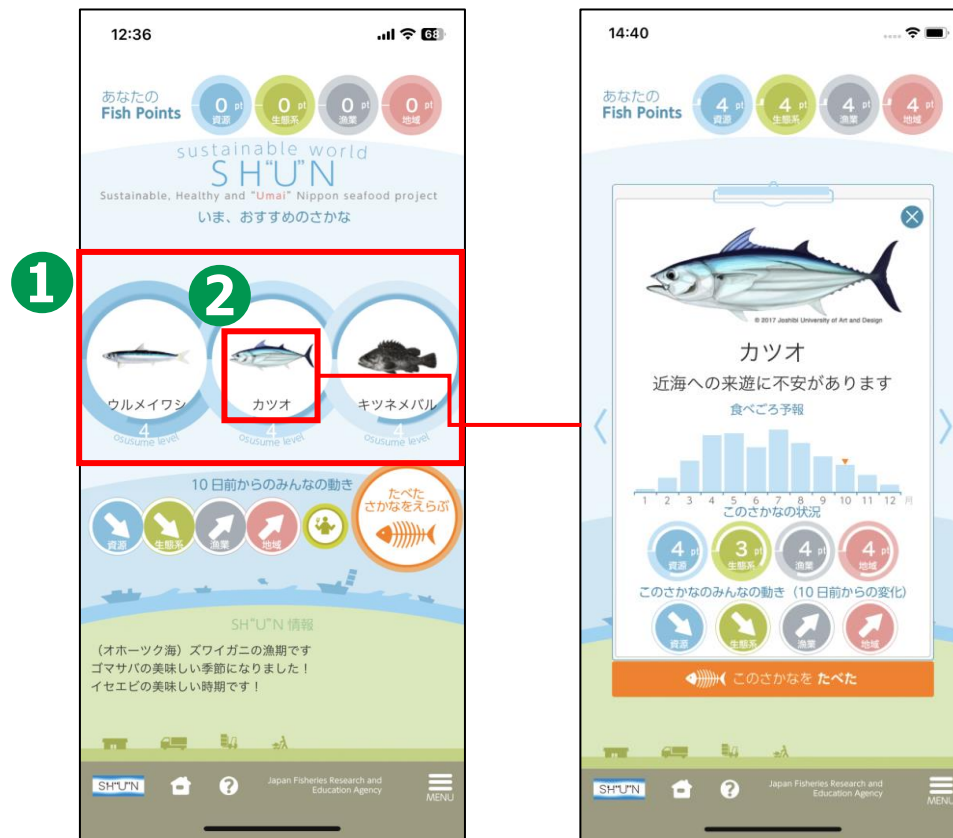 12:36
68
あなたの
Fish Points
0 pt 資源
0 pt 生態系
0 pt 漁業
0 pt 地域
sustainable world
SH"U"N
Sustainable, Healthy and "Umai" Nippon seafood project
いま、おすすめのさかな
1
2
ウルメイワシ
カツオ
キツネメバル
4
osusume level
4
osusume level
4
osusume level
10日前からのみんなの動き
資源
生態系
漁業
地域
たべた
さかなをえらぶ
SH"U"N 情報
（オホーツク海）ズワイガニの漁期です
ゴマサバの美味しい季節になりました！
イセエビの美味しい時期です！
SH"U"N
?
Japan Fisheries Research and
Education Agency
MENU
14:40
あなたの
Fish Points
4 pt 資源
4 pt 生態系
4 pt 漁業
4 pt 地域
© 2017 Joshibi University of Art and Design
カツオ
近海への来遊に不安があります
食べごろ予報
1 2 3 4 5 6 7 8 9 10 11 12 月
このさかなの状況
4 pt 資源
3 pt 生態系
4 pt 漁業
4 pt 地域
このさかなのみんなの動き（10日前からの変化）
資源
生態系
漁業
地域
このさかなを たべた
SH"U"N
?
Japan Fisheries Research and
Education Agency
MENU